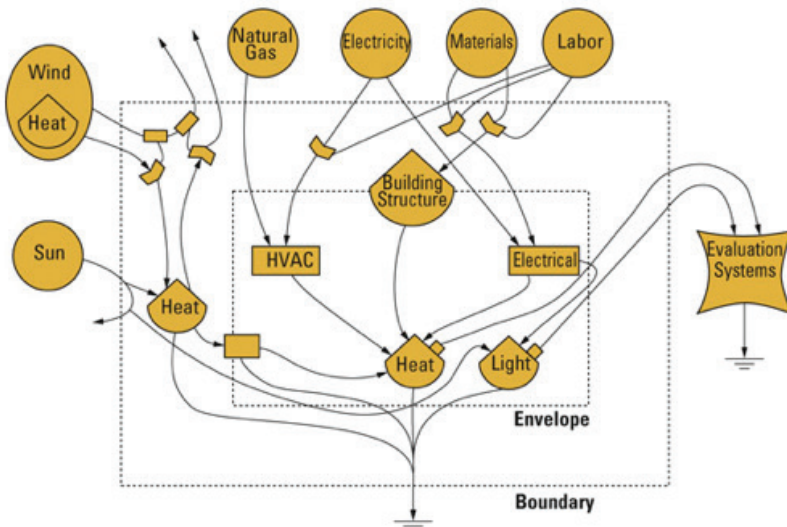 Natural
Gas
Electricity
Materials
Labor
Wind
Heat
Building
Structure
Sun
HVAC
Electrical
Evaluation/
Systems
Heat
Heat
Light
Envelope
Boundary